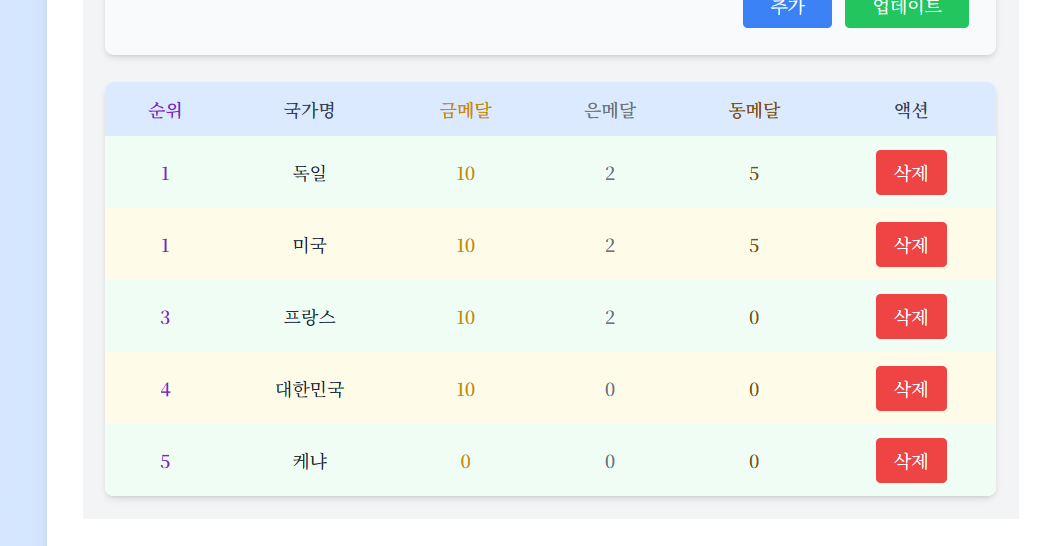 추가 업데이트
순위 국가명 금메달 은메달 동메달 액션
1 독일 10 2 5 삭제
1 미국 10 2 5 삭제
3 프랑스 10 2 0 삭제
4 대한민국 10 0 0 삭제
5 케냐 0 0 0 삭제